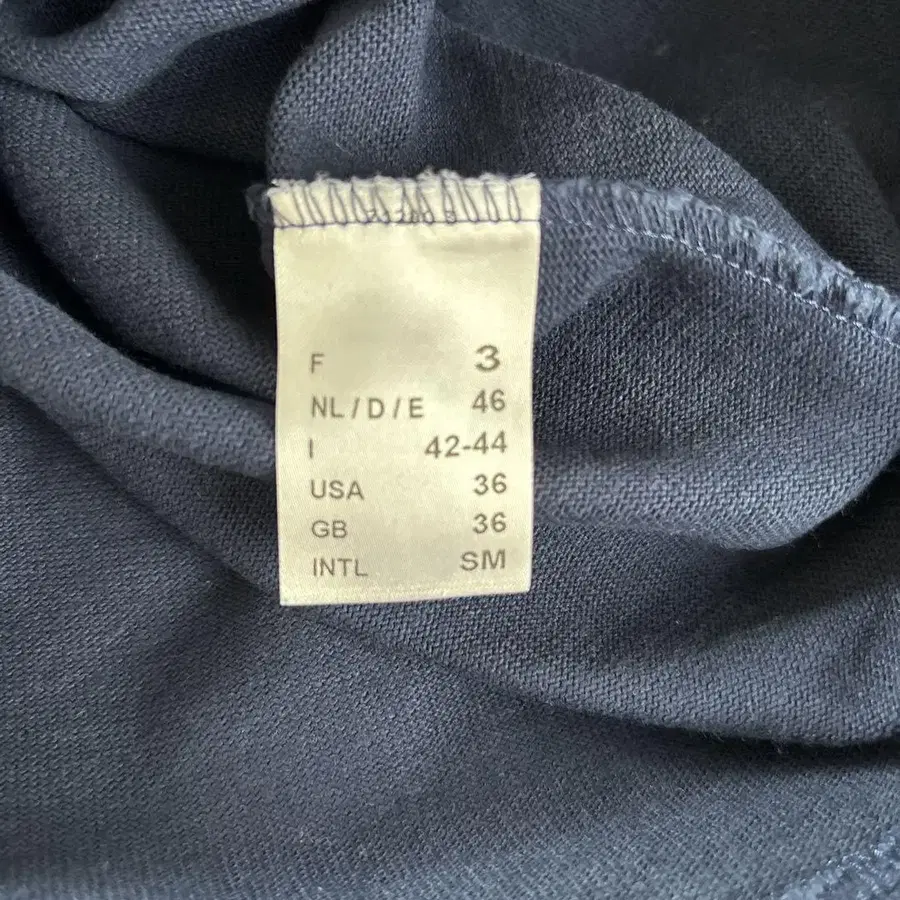 F 3
NL / D / E 46
I 42-44
USA 36
GB 36
INTL SM